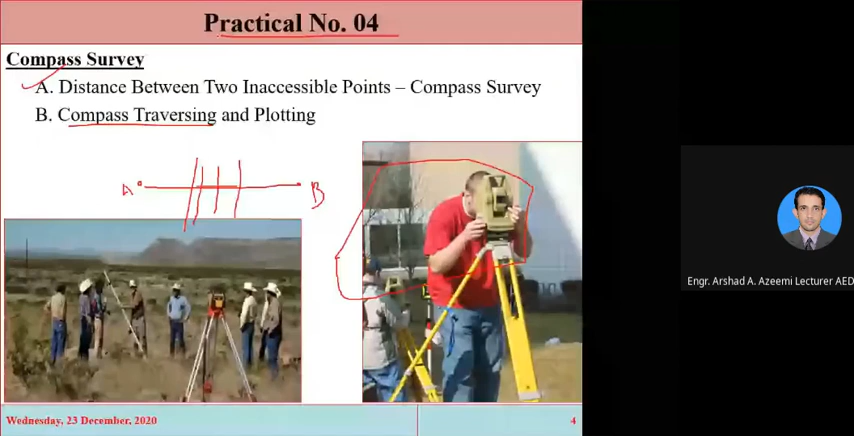 Practical No. 04
Compass Survey
A. Distance Between Two Inaccessible Points – Compass Survey
B. Compass Traversing and Plotting
A B
Wednesday, 23 December, 2020
4
Engr. Arshad A. Azeemi Lecturer AED